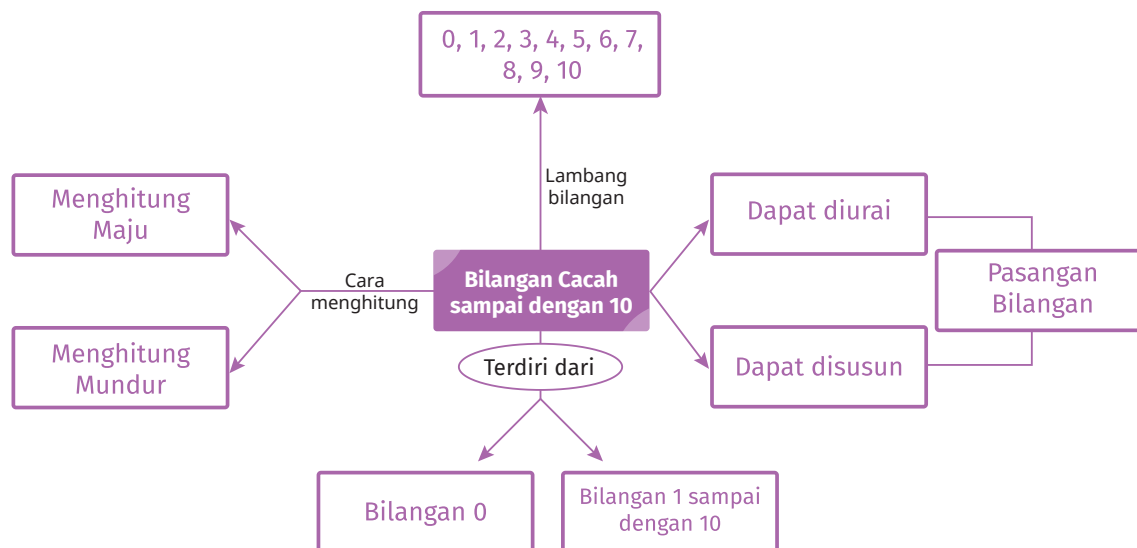 0, 1, 2, 3, 4, 5, 6, 7,
8, 9, 10
Lambang
bilangan
Menghitung
Maju
Dapat diurai
Cara
menghitung
Bilangan Cacah
sampai dengan 10
Pasangan
Bilangan
Menghitung
Mundur
Terdiri dari
Dapat disusun
Bilangan 0
Bilangan 1 sampai
dengan 10